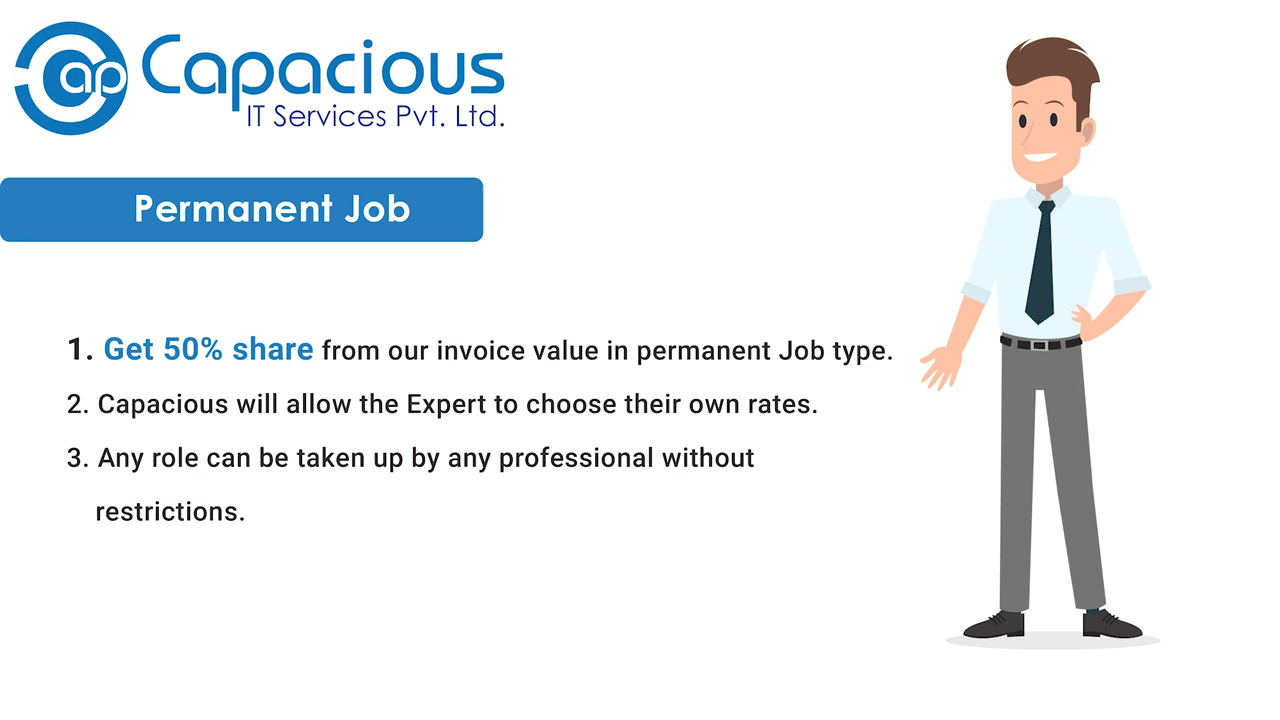 Cap
Capacious
IT Services Pvt. Ltd.
Permanent Job
1. Get 50% share from our invoice value in permanent Job type.
2. Capacious will allow the Expert to choose their own rates.
3. Any role can be taken up by any professional without
restrictions.